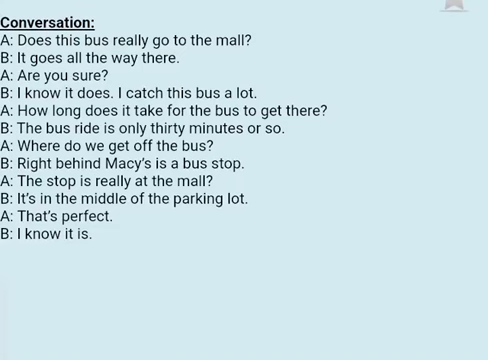 Conversation:
A: Does this bus really go to the mall?
B: It goes all the way there.
A: Are you sure?
B: I know it does. I catch this bus a lot.
A: How long does it take for the bus to get there?
B: The bus ride is only thirty minutes or so.
A: Where do we get off the bus?
B: Right behind Macy’s is a bus stop.
A: The stop is really at the mall?
B: It’s in the middle of the parking lot.
A: That’s perfect.
B: I know it is.